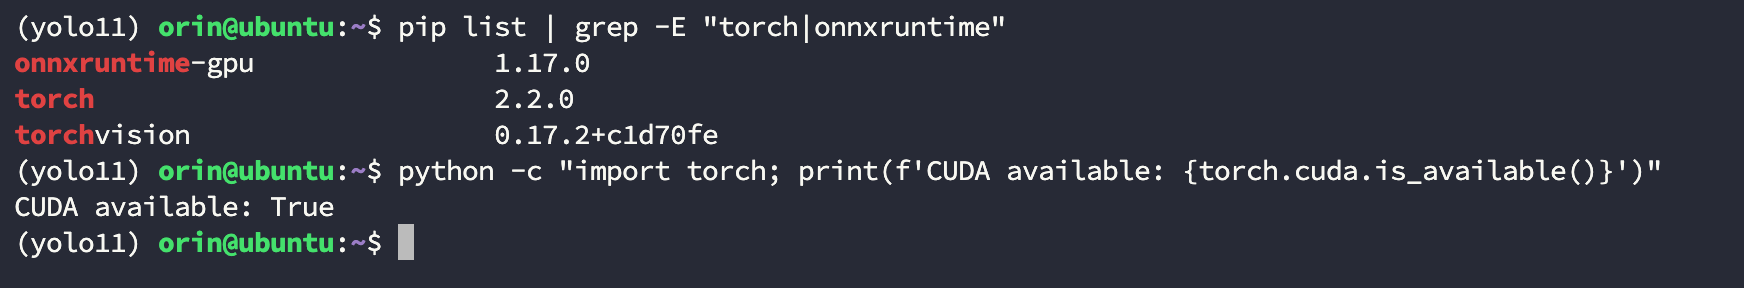 (yolo11) orin@ubuntu:~$ pip list | grep -E "torch|onnxruntime"
onnxruntime-gpu 1.17.0
torch 2.2.0
torchvision 0.17.2+c1d70fe
(yolo11) orin@ubuntu:~$ python -c "import torch; print(f'CUDA available: {torch.cuda.is_available()}')"
CUDA available: True
(yolo11) orin@ubuntu:~$